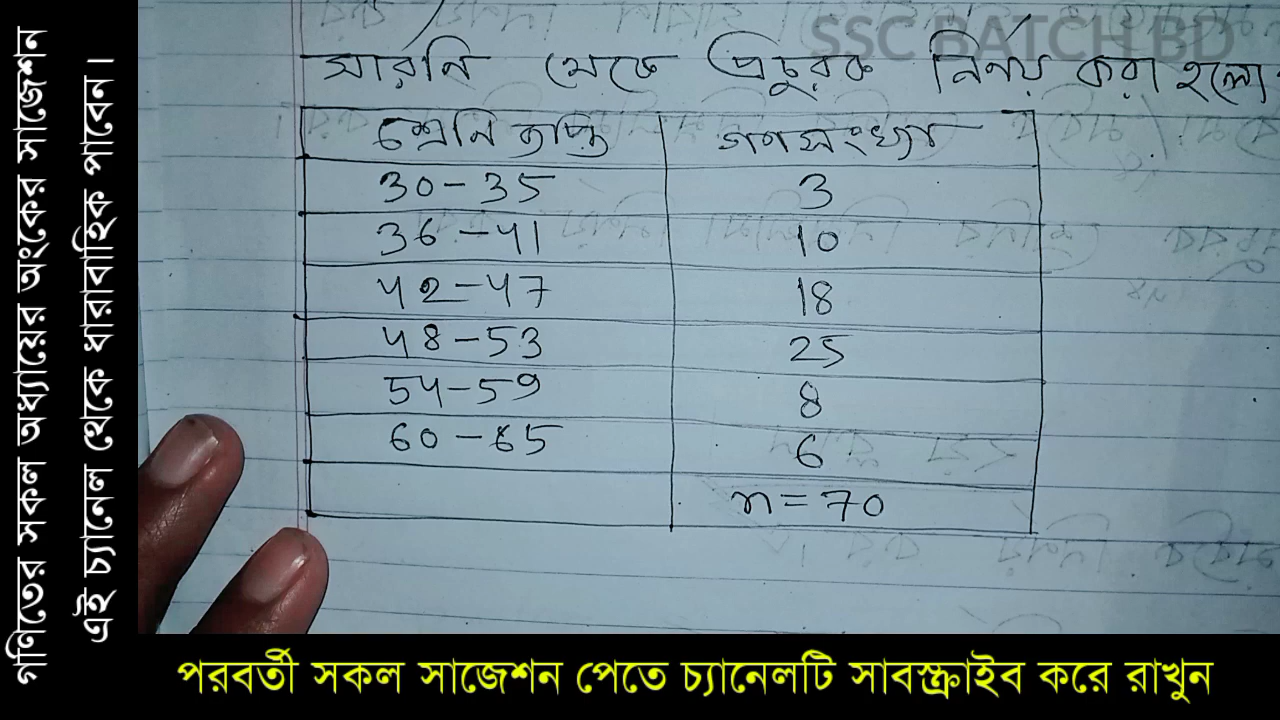 গণিতের সকল অধ্যায়ের অংকের সাজেশন
এই চ্যানেল থেকে ধারাবাহিক পাবেন।
SSC BATCH BD
সারনি থেকে প্রচুরক নির্ণয় করা হলো
শ্রেনি ব্যাপ্তি গণসংখ্যা
30-35 3
36-41 10
42-47 18
48-53 25
54-59 8
60-65 6
n=70
পরবর্তী সকল সাজেশন পেতে চ্যানেলটি সাবস্ক্রাইব করে রাখুন